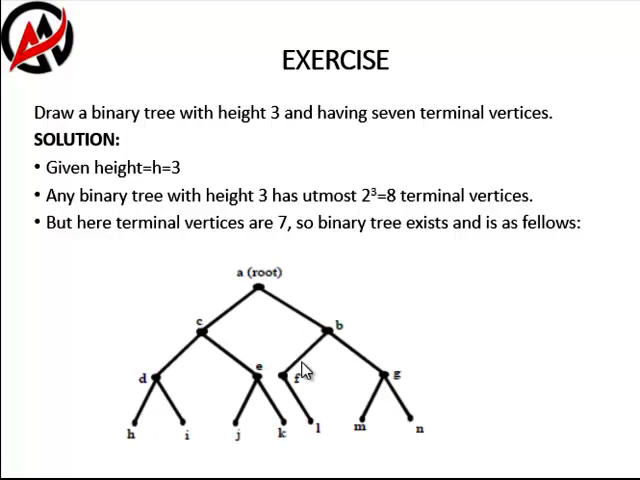 EXERCISE
Draw a binary tree with height 3 and having seven terminal vertices.
SOLUTION:
• Given height=h=3
• Any binary tree with height 3 has utmost 2³=8 terminal vertices.
• But here terminal vertices are 7, so binary tree exists and is as fellows:
a (root)
c b
d e f g
h i j k l m n